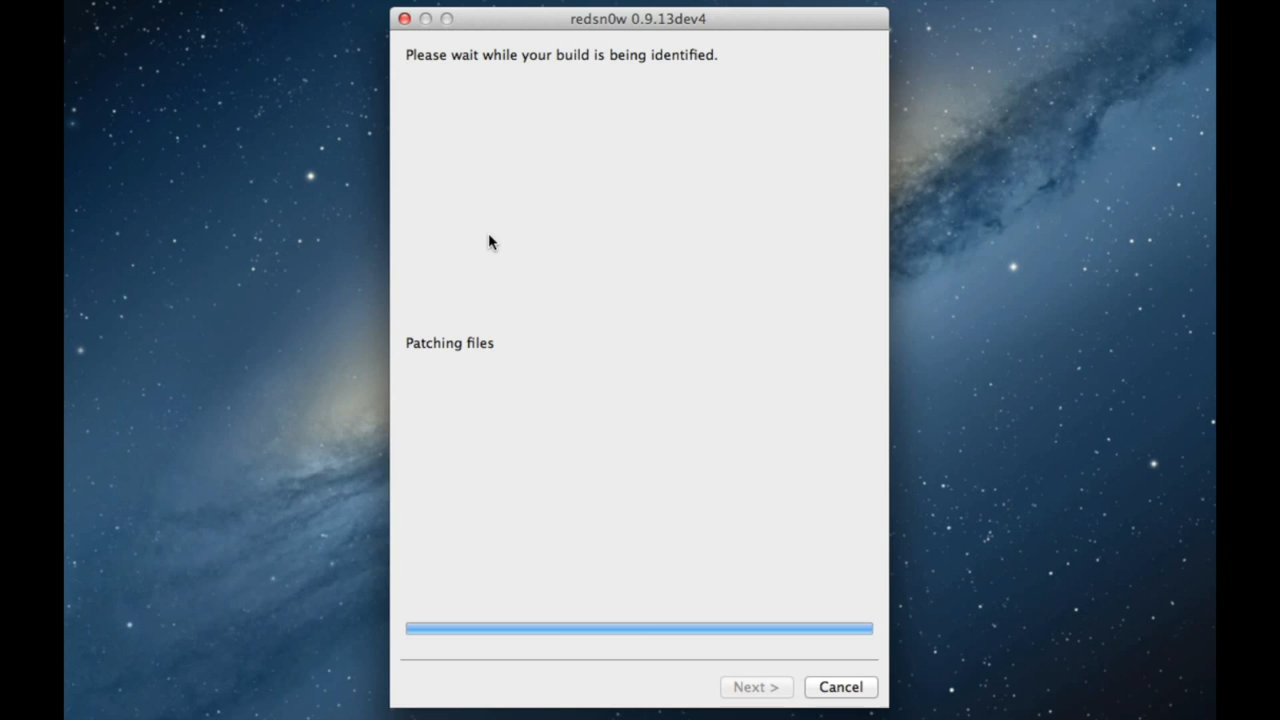 redsn0w 0.9.13dev4
Please wait while your build is being identified.
Patching files
Next >
Cancel